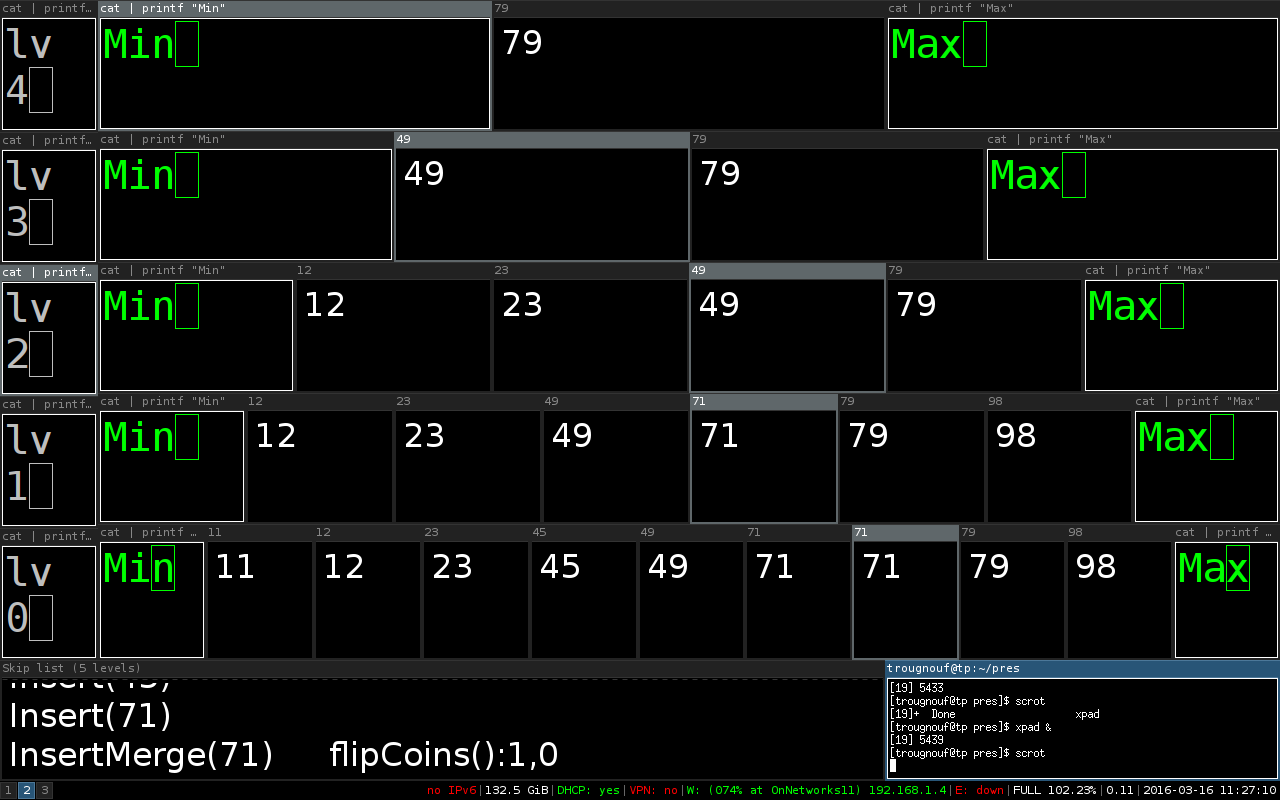 cat | printf… cat | printf "Min" 79 cat | printf "Max"
lv 4 Min 79 Max
cat | printf… cat | printf "Min" 49 79 cat | printf "Max"
lv 3 Min 49 79 Max
cat | printf… cat | printf "Min" 12 23 49 79 cat | printf "Max"
lv 2 Min 12 23 49 79 Max
cat | printf… cat | printf "Min" 12 23 49 71 79 98 cat | printf "Max"
lv 1 Min 12 23 49 71 79 98 Max
cat | printf… cat | printf … 11 12 23 45 49 71 71 79 98 cat | printf …
lv 0 Min 11 12 23 45 49 71 71 79 98 Max
Skip list (5 levels)
Insert(45)
Insert(71)
InsertMerge(71) flipCoins():1,0
trougnouf@tp:~/pres
[19] 5433
[trougnouf@tp pres]$ scrot
[19]+ Done xpad
[trougnouf@tp pres]$ xpad &
[19] 5439
[trougnouf@tp pres]$ scrot
1 2 3 no IPv6|132.5 GiB|DHCP: yes|VPN: no|W: (074% at OnNetworks11) 192.168.1.4|E: down|FULL 102.23%|0.11|2016-03-16 11:27:10